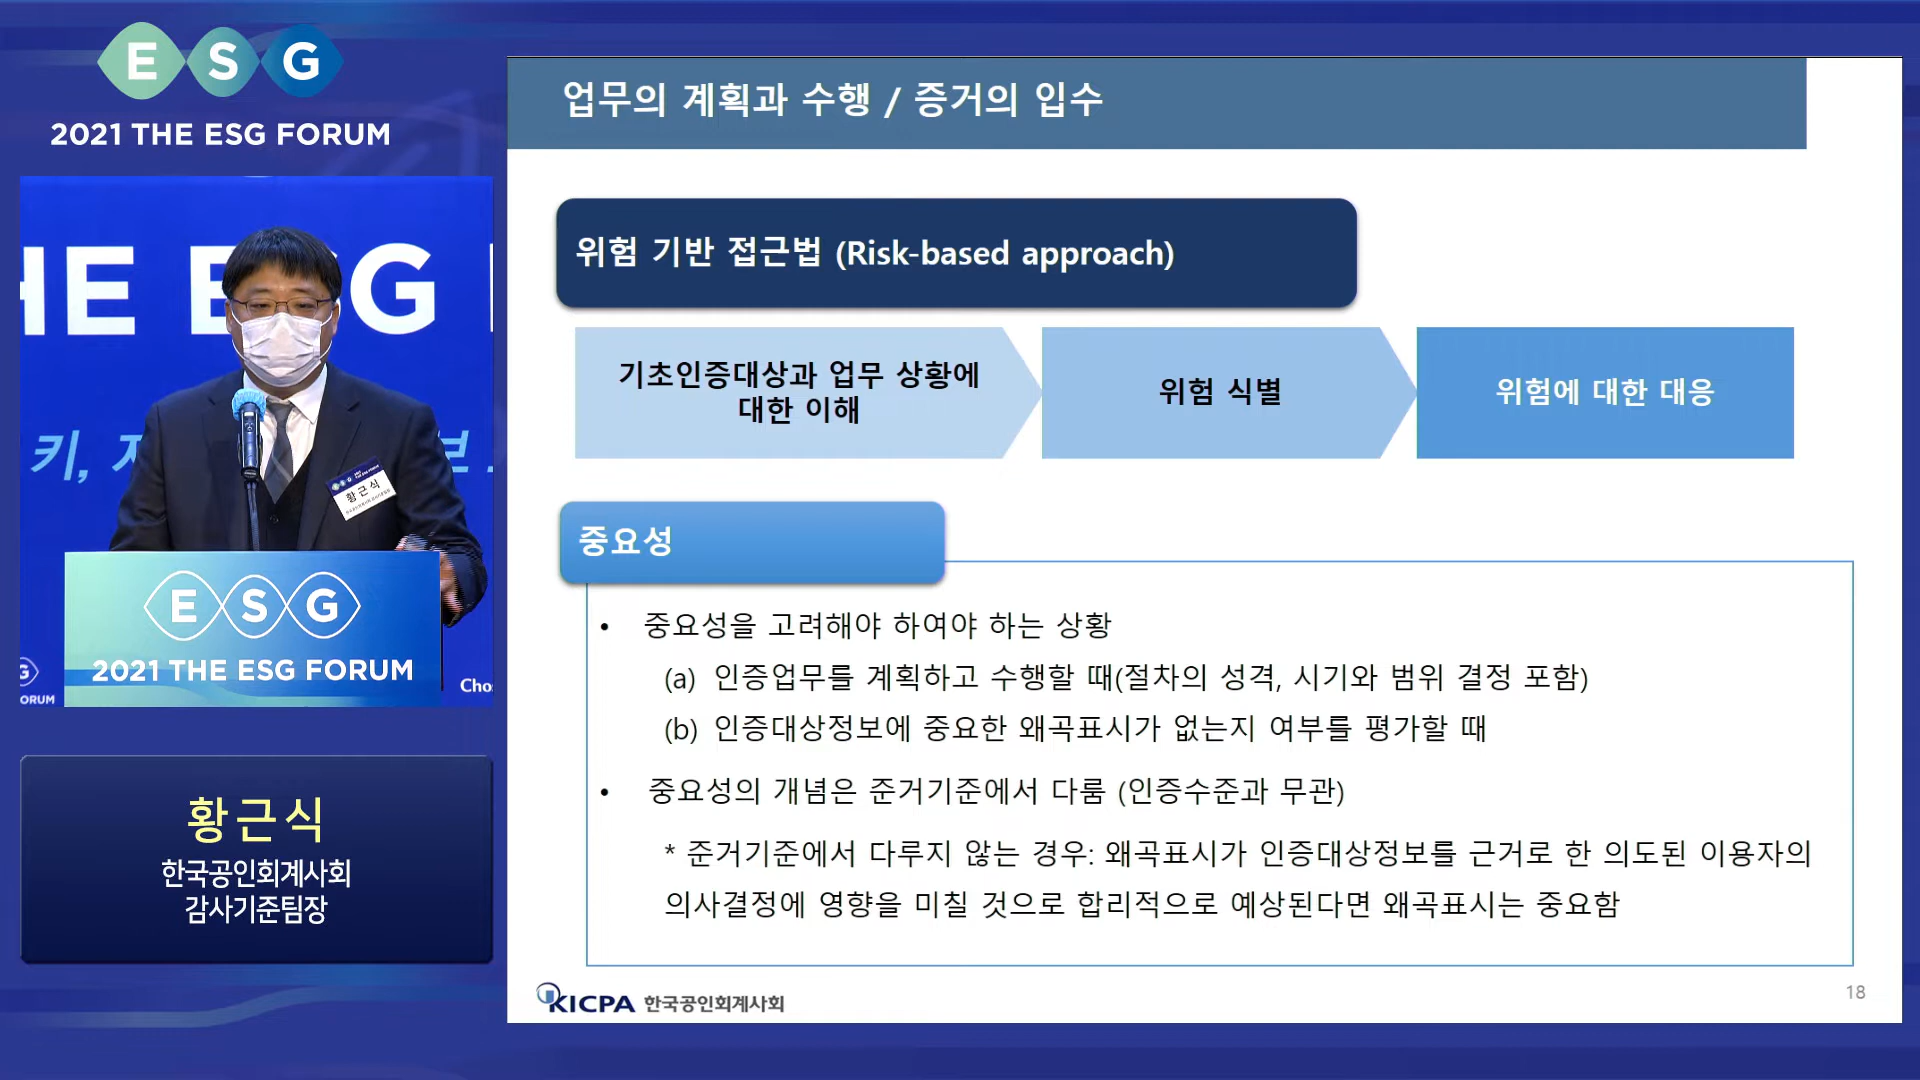 E S G
2021 THE ESG FORUM
HE ESG
키,
황근식
E S G
2021 THE ESG FORUM
ORUM
Cho
황근식
한국공인회계사회
감사기준팀장
업무의 계획과 수행 / 증거의 입수
위험 기반 접근법 (Risk-based approach)
기초인증대상과 업무 상황에
대한 이해
위험 식별
위험에 대한 대응
중요성
• 중요성을 고려해야 하여야 하는 상황
(a) 인증업무를 계획하고 수행할 때(절차의 성격, 시기와 범위 결정 포함)
(b) 인증대상정보에 중요한 왜곡표시가 없는지 여부를 평가할 때
• 중요성의 개념은 준거기준에서 다룸 (인증수준과 무관)
* 준거기준에서 다루지 않는 경우: 왜곡표시가 인증대상정보를 근거로 한 의도된 이용자의
의사결정에 영향을 미칠 것으로 합리적으로 예상된다면 왜곡표시는 중요함
KICPA 한국공인회계사회
18